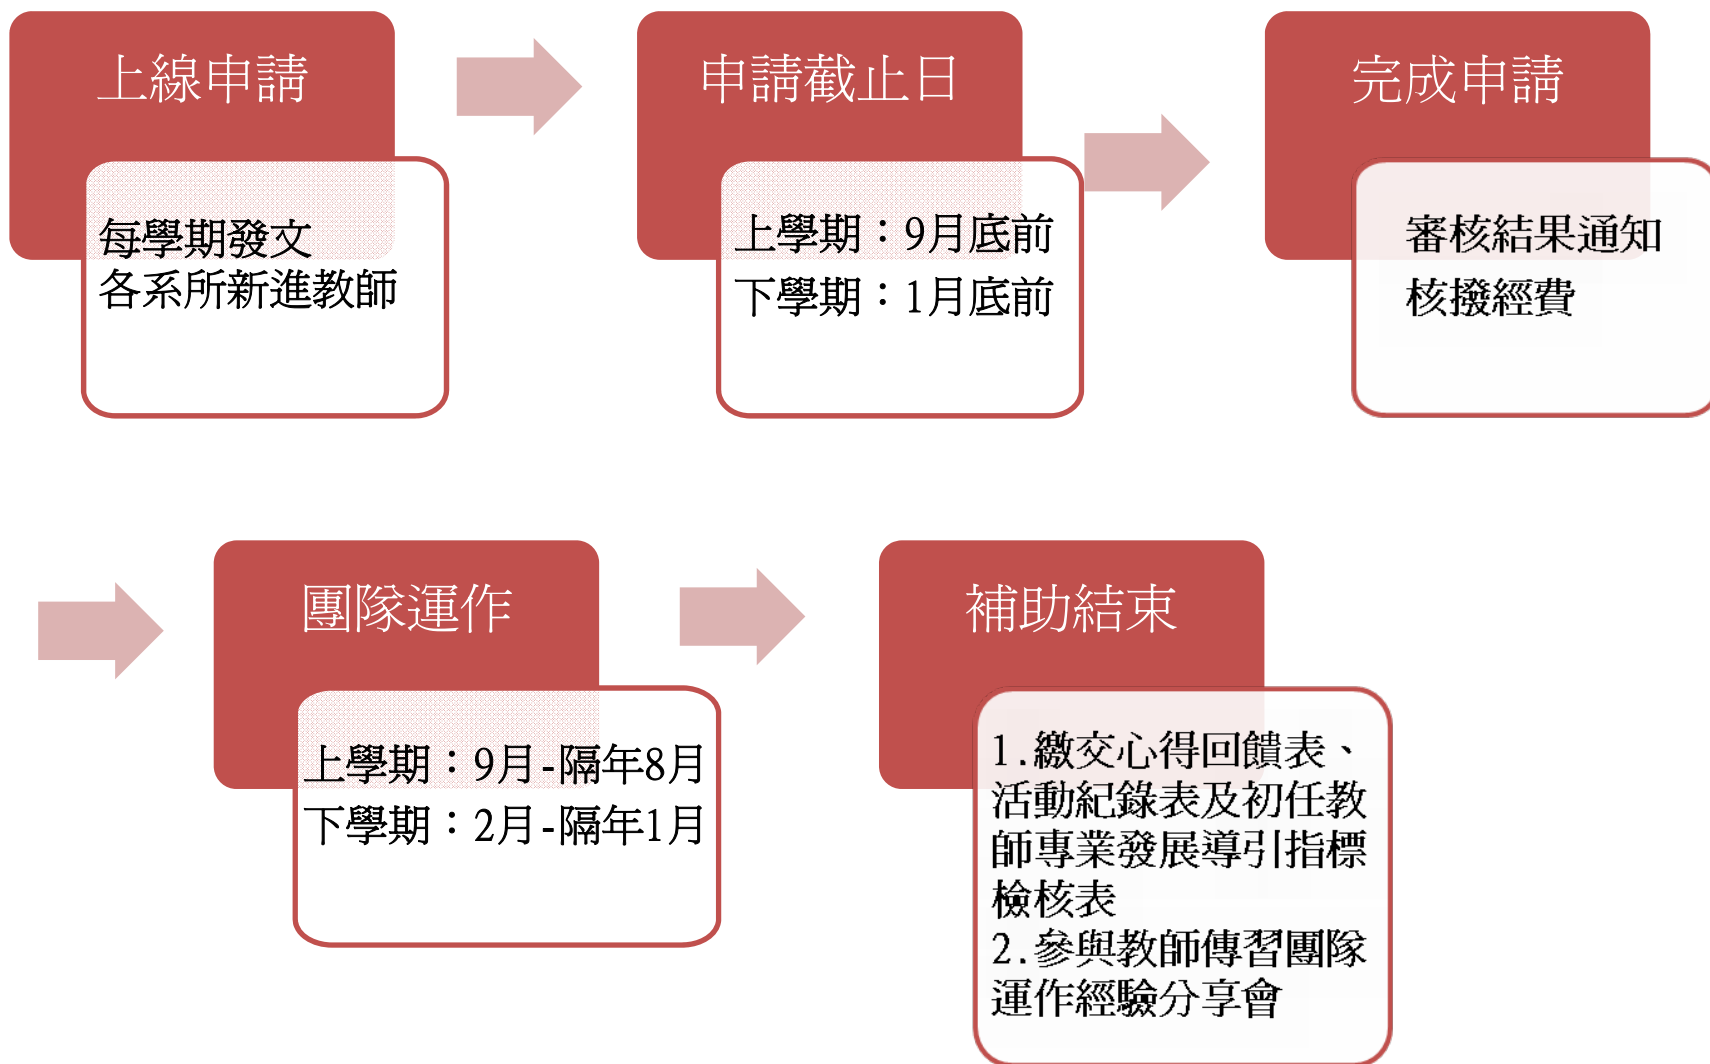 上線申請
每學期發文
各系所新進教師
申請截止日
上學期：9月底前
下學期：1月底前
完成申請
審核結果通知
核撥經費
團隊運作
上學期：9月-隔年8月
下學期：2月-隔年1月
補助結束
1.繳交心得回饋表、
活動紀錄表及初任教
師專業發展導引指標
檢核表
2.參與教師傳習團隊
運作經驗分享會